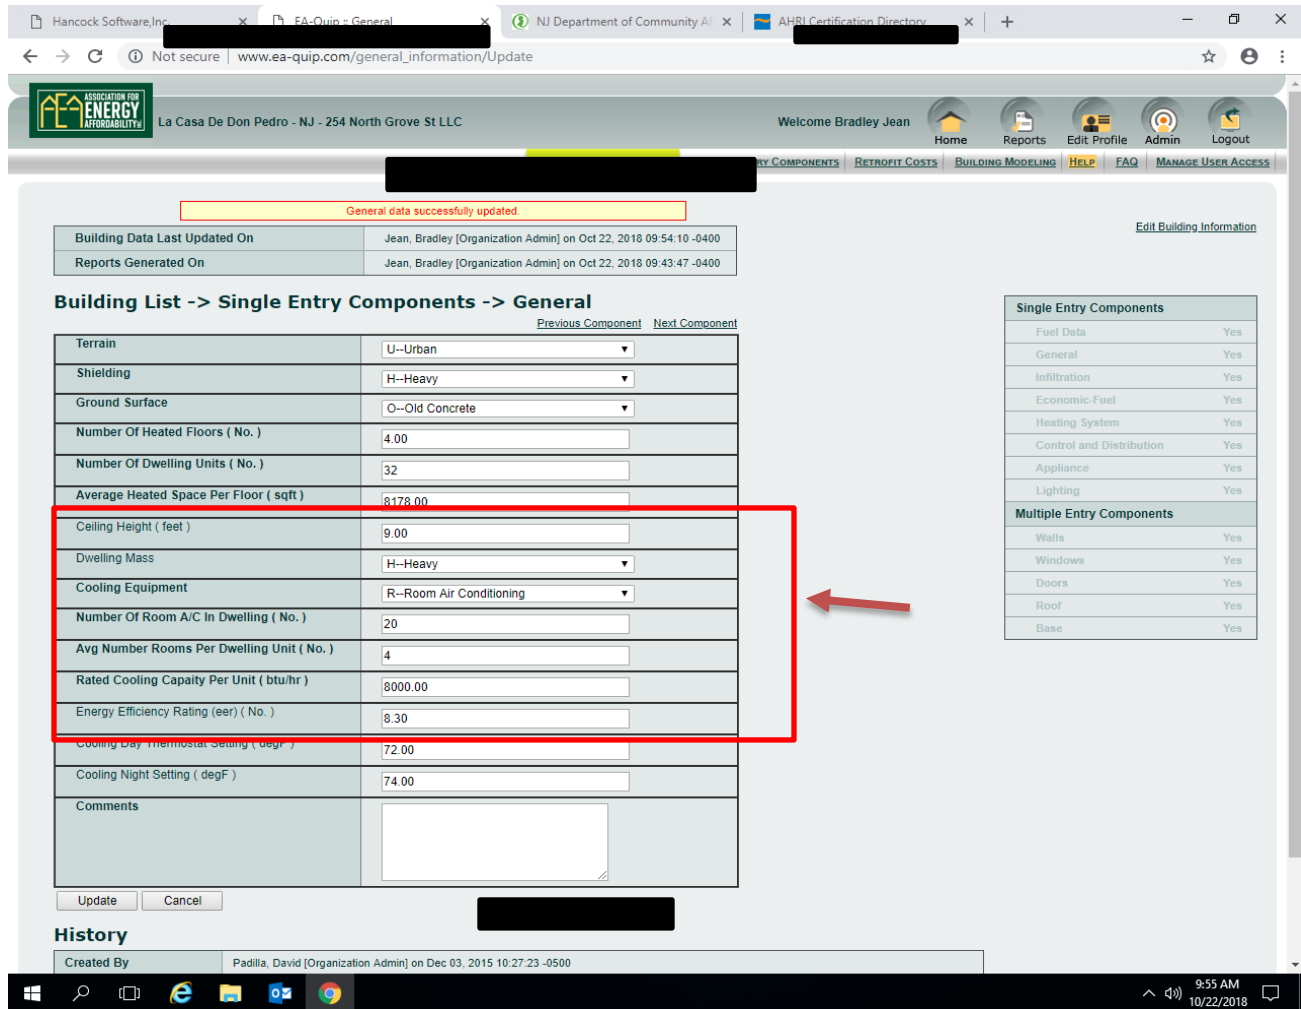 Hancock Software,Inc.
EA-Quip :: General
NJ Department of Community Af
AHRI Certification Directory
Not secure | www.ea-quip.com/general_information/Update
AEA ASSOCIATION FOR
ENERGY
AFFORDABILITY
La Casa De Don Pedro - NJ - 254 North Grove St LLC
Welcome Bradley Jean
Home Reports Edit Profile Admin Logout
RY COMPONENTS RETROFIT COSTS BUILDING MODELING HELP FAQ MANAGE USER ACCESS
General data successfully updated.
Edit Building Information
Building Data Last Updated On Jean, Bradley [Organization Admin] on Oct 22, 2018 09:54:10 -0400
Reports Generated On Jean, Bradley [Organization Admin] on Oct 22, 2018 09:43:47 -0400
Building List -> Single Entry Components -> General
Previous Component Next Component
Terrain U--Urban
Shielding H--Heavy
Ground Surface O--Old Concrete
Number Of Heated Floors ( No. ) 4.00
Number Of Dwelling Units ( No. ) 32
Average Heated Space Per Floor ( sqft ) 8178.00
Ceiling Height ( feet ) 9.00
Dwelling Mass H--Heavy
Cooling Equipment R--Room Air Conditioning
Number Of Room A/C In Dwelling ( No. ) 20
Avg Number Rooms Per Dwelling Unit ( No. ) 4
Rated Cooling Capaity Per Unit ( btu/hr ) 8000.00
Energy Efficiency Rating (eer) ( No. ) 8.30
Cooling Day Thermostat Setting ( degF ) 72.00
Cooling Night Setting ( degF ) 74.00
Comments
Update Cancel
Single Entry Components
Fuel Data Yes
General Yes
Infiltration Yes
Economic-Fuel Yes
Heating System Yes
Control and Distribution Yes
Appliance Yes
Lighting Yes
Multiple Entry Components
Walls Yes
Windows Yes
Doors Yes
Roof Yes
Base Yes
History
Created By Padilla, David [Organization Admin] on Dec 03, 2015 10:27:23 -0500
9:55 AM
10/22/2018